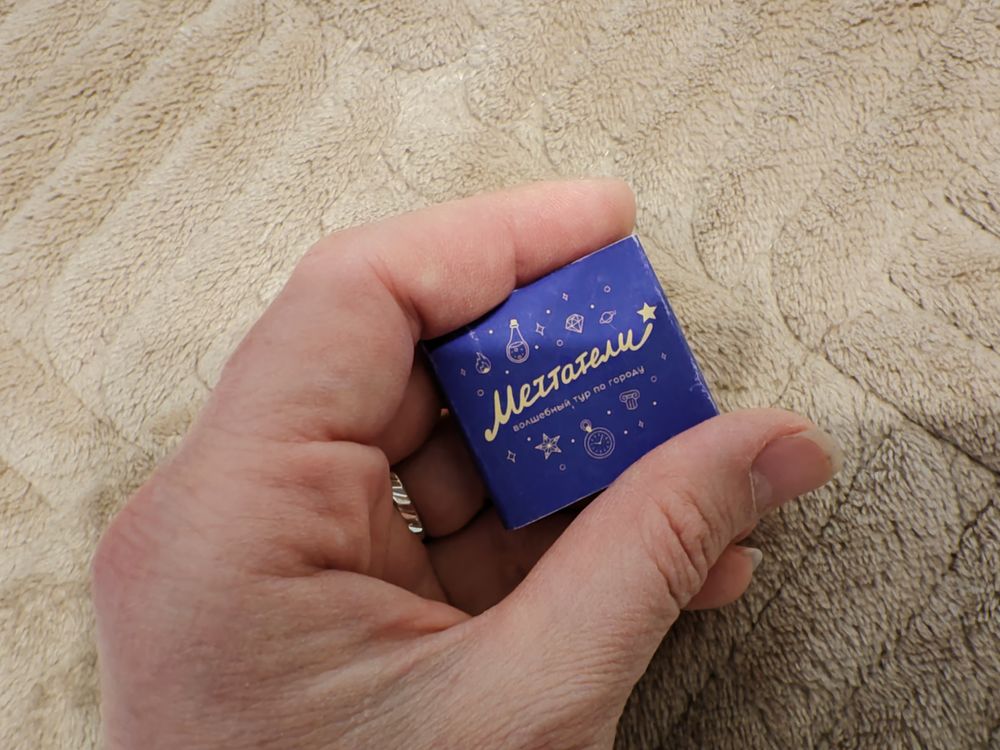 Мечтатели
волшебный тур по городу